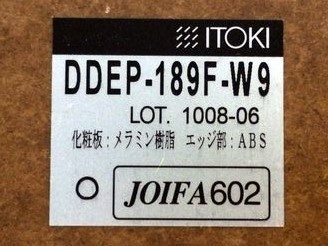 ITOKI
DDEP-189F-W9
LOT. 1008-06
化粧板：メラミン樹脂 エッジ部：ABS
JOIFA602